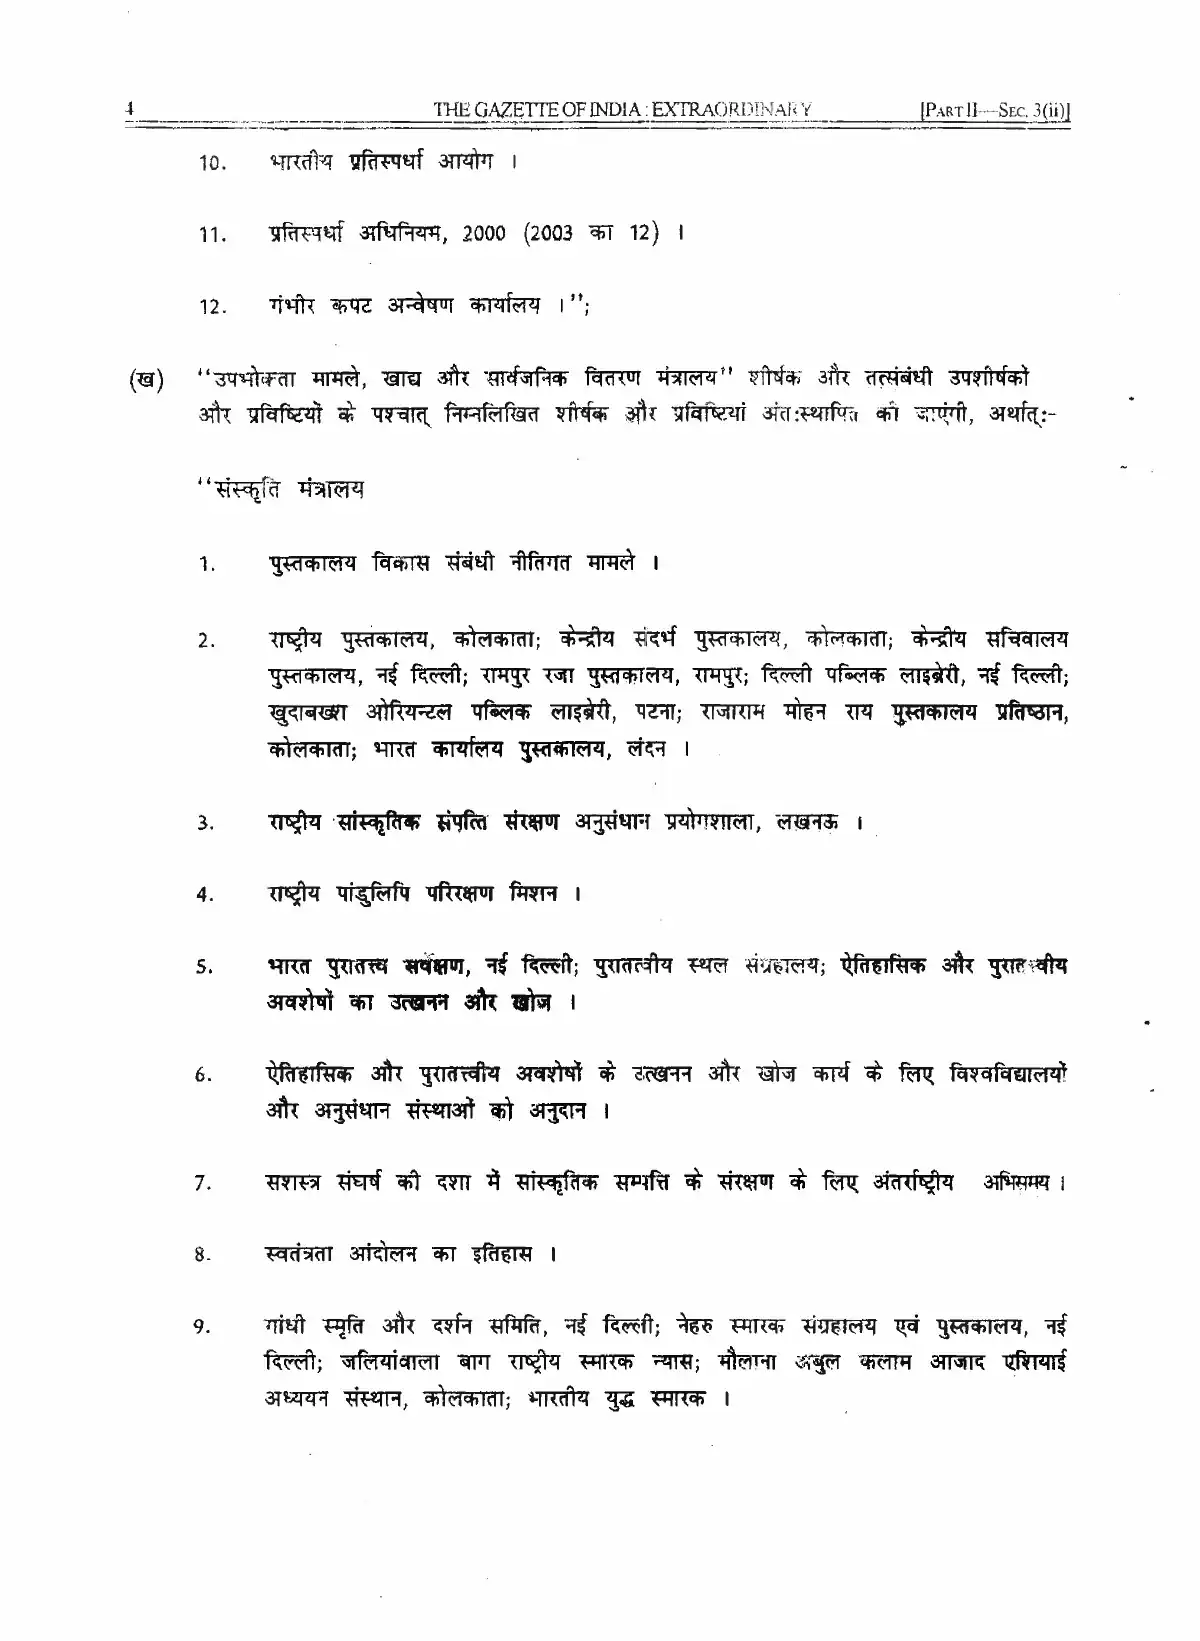 4 THE GAZETTE OF INDIA : EXTRAORDINARY [PART II—SEC. 3(ii)]
10. भारतीय प्रतिस्पर्धा आयोग ।
11. प्रतिस्पर्धा अधिनियम, 2000 (2003 का 12) ।
12. गंभीर कपट अन्वेषण कार्यालय ।'';
(ख) ''उपभोक्ता मामले, खाद्य और सार्वजनिक वितरण मंत्रालय'' शीर्षक और तत्संबंधी उपशीर्षकों
और प्रविष्टियों के पश्चात् निम्नलिखित शीर्षक और प्रविष्टियां अंत:स्थापित की जाएंगी, अर्थात्:-
''संस्कृति मंत्रालय
1. पुस्तकालय विकास संबंधी नीतिगत मामले ।
2. राष्ट्रीय पुस्तकालय, कोलकाता; केन्द्रीय संदर्भ पुस्तकालय, कोलकाता; केन्द्रीय सचिवालय
पुस्तकालय, नई दिल्ली; रामपुर रजा पुस्तकालय, रामपुर; दिल्ली पब्लिक लाइब्रेरी, नई दिल्ली;
खुदाबख्श ओरियन्टल पब्लिक लाइब्रेरी, पटना; राजाराम मोहन राय पुस्तकालय प्रतिष्ठान,
कोलकाता; भारत कार्यालय पुस्तकालय, लंदन ।
3. राष्ट्रीय सांस्कृतिक संपत्ति संरक्षण अनुसंधान प्रयोगशाला, लखनऊ ।
4. राष्ट्रीय पांडुलिपि परिरक्षण मिशन ।
5. भारत पुरातत्त्व सर्वेक्षण, नई दिल्ली; पुरातत्वीय स्थल संग्रहालय; ऐतिहासिक और पुरातत्त्वीय
अवशेषों का उत्खनन और खोज ।
6. ऐतिहासिक और पुरातत्त्वीय अवशेषों के उत्खनन और खोज कार्य के लिए विश्वविद्यालयों
और अनुसंधान संस्थाओं को अनुदान ।
7. सशस्त्र संघर्ष की दशा में सांस्कृतिक सम्पत्ति के संरक्षण के लिए अंतर्राष्ट्रीय अभिसमय ।
8. स्वतंत्रता आंदोलन का इतिहास ।
9. गांधी स्मृति और दर्शन समिति, नई दिल्ली; नेहरु स्मारक संग्रहालय एवं पुस्तकालय, नई
दिल्ली; जलियांवाला बाग राष्ट्रीय स्मारक न्यास; मौलाना अबुल कलाम आजाद एशियाई
अध्ययन संस्थान, कोलकाता; भारतीय युद्ध स्मारक ।